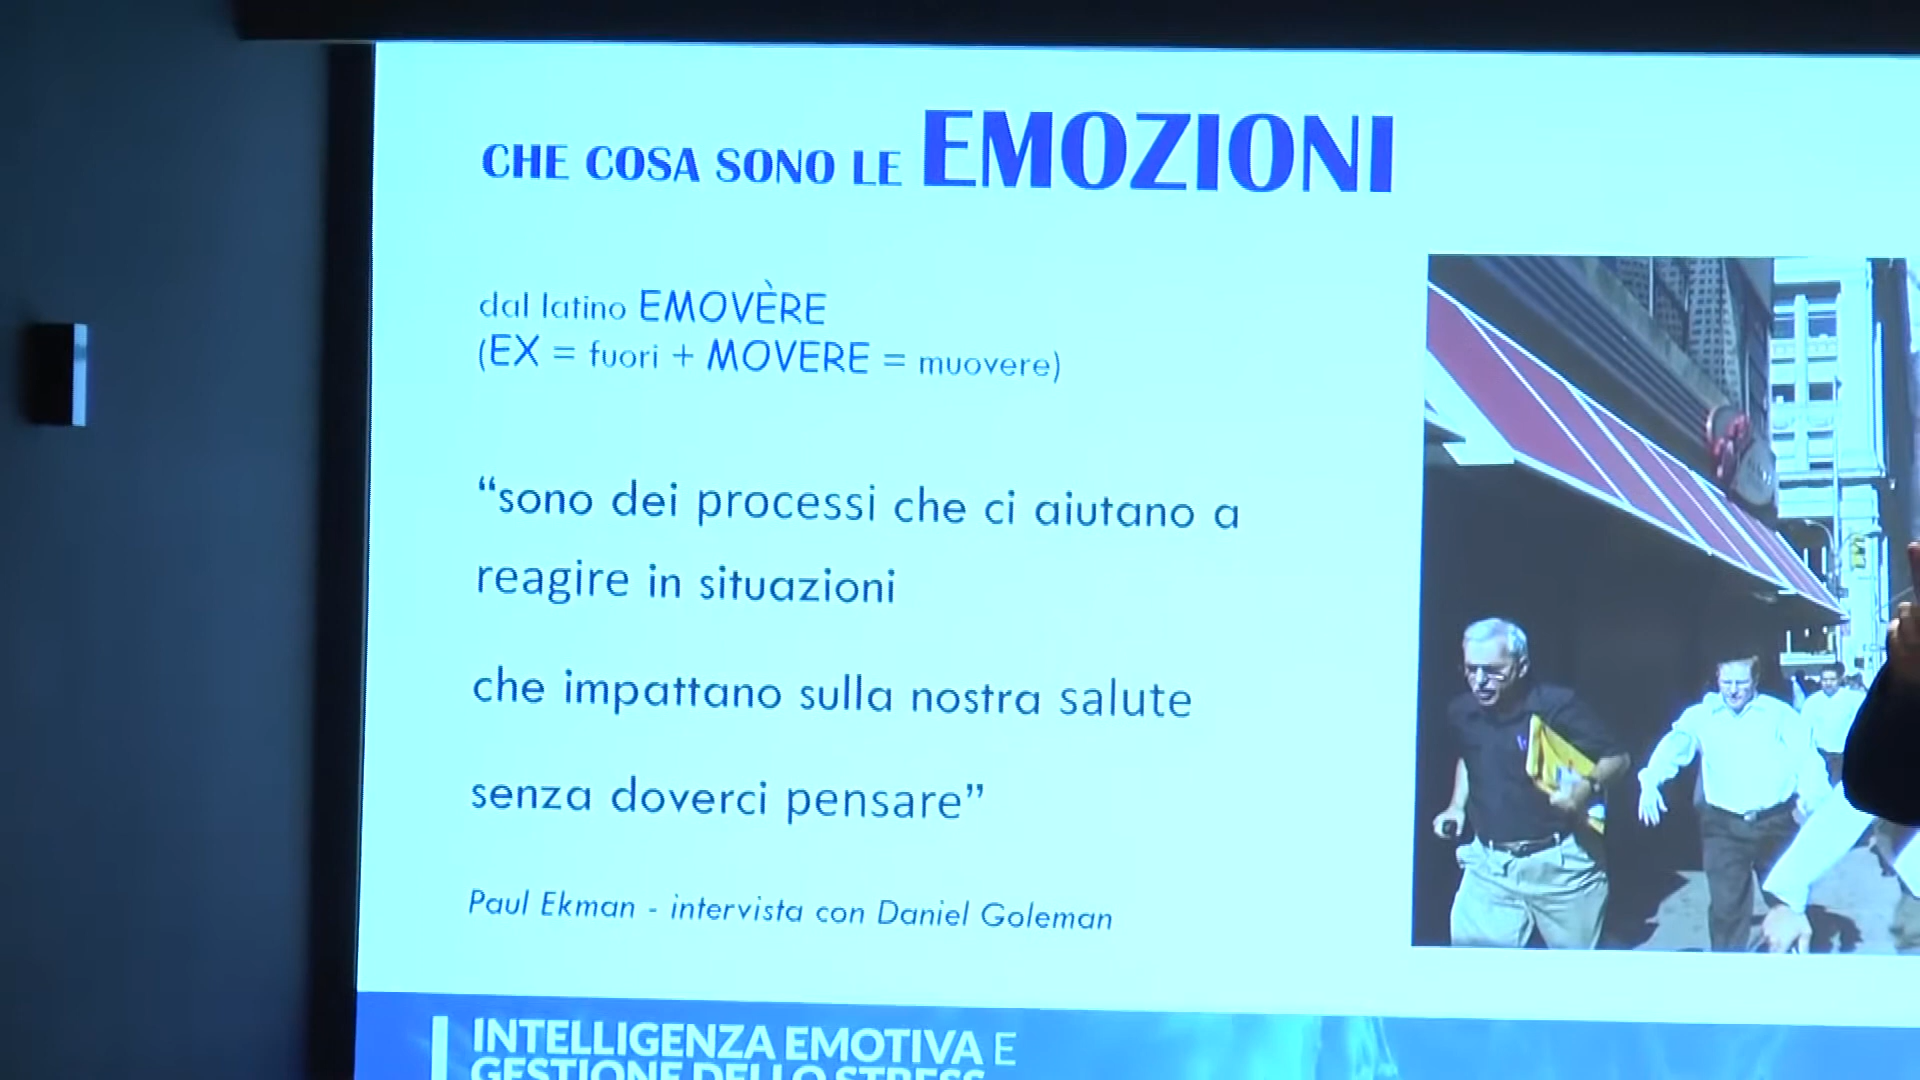 CHE COSA SONO LE EMOZIONI
dal latino EMOVÈRE
(EX = fuori + MOVERE = muovere)
“sono dei processi che ci aiutano a
reagire in situazioni
che impattano sulla nostra salute
senza doverci pensare”
Paul Ekman - intervista con Daniel Goleman
INTELLIGENZA EMOTIVA E
GESTIONE DELLO STRESS